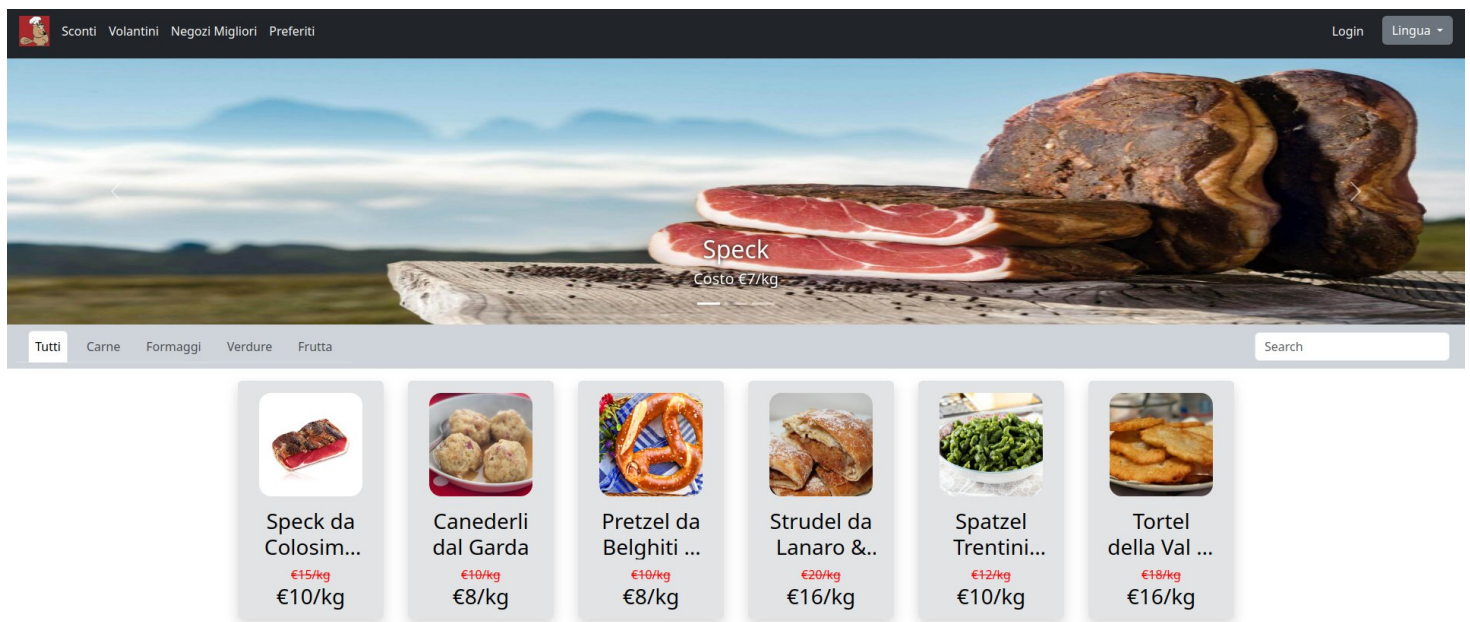 Sconti Volantini Negozi Migliori Preferiti Login Lingua
Speck
Costo €7/kg
Tutti Carne Formaggi Verdure Frutta Search
Speck da
Colosim...
€15/kg
€10/kg
Canederli
dal Garda
€10/kg
€8/kg
Pretzel da
Belghiti ...
€10/kg
€8/kg
Strudel da
Lanaro &..
€20/kg
€16/kg
Spatzel
Trentini...
€12/kg
€10/kg
Tortel
della Val ...
€18/kg
€16/kg